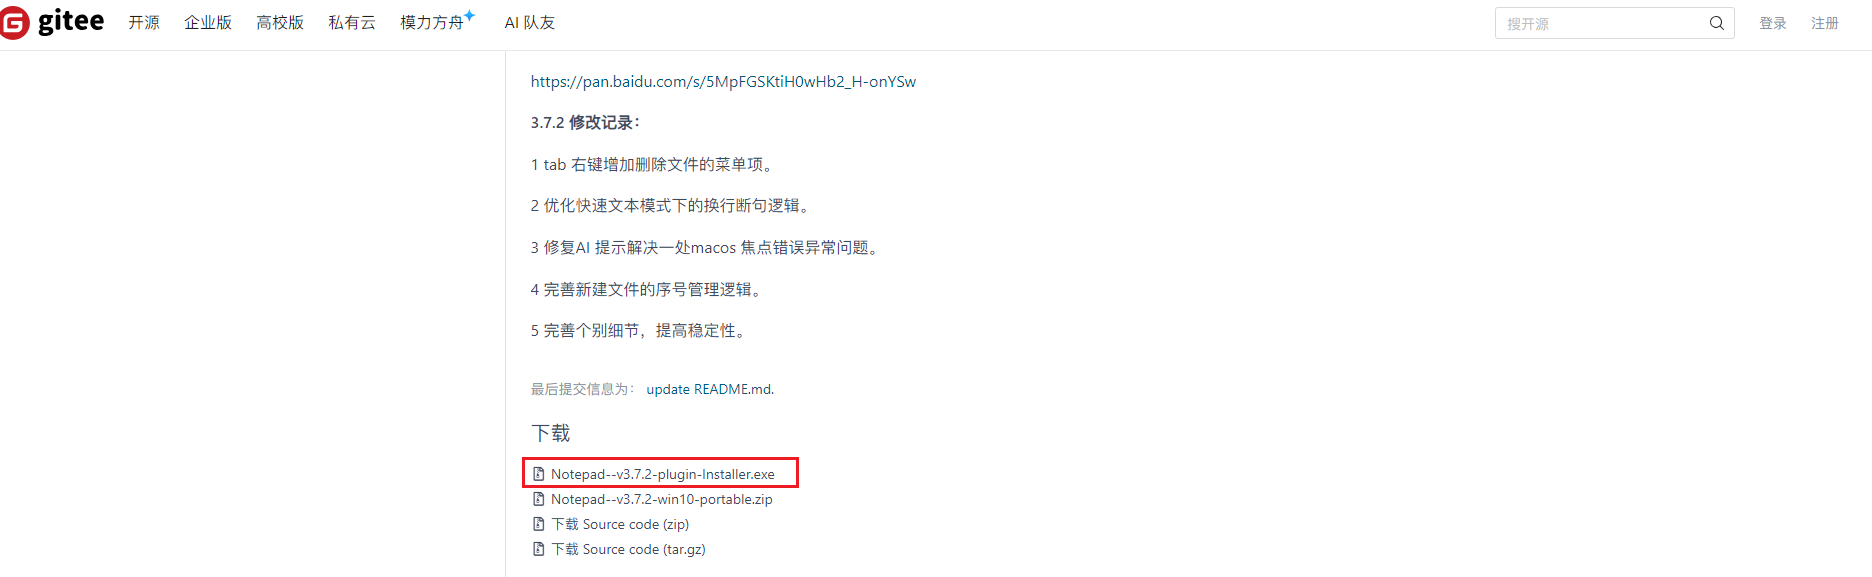 gitee 开源 企业版 高校版 私有云 模力方舟 AI 队友 搜开源 登录 注册
https://pan.baidu.com/s/5MpFGSKtiH0wHb2_H-onYSw
3.7.2 修改记录：
1 tab 右键增加删除文件的菜单项。
2 优化快速文本模式下的换行断句逻辑。
3 修复AI 提示解决一处macos 焦点错误异常问题。
4 完善新建文件的序号管理逻辑。
5 完善个别细节，提高稳定性。
最后提交信息为： update README.md.
下载
Notepad--v3.7.2-plugin-Installer.exe
Notepad--v3.7.2-win10-portable.zip
下载 Source code (zip)
下载 Source code (tar.gz)